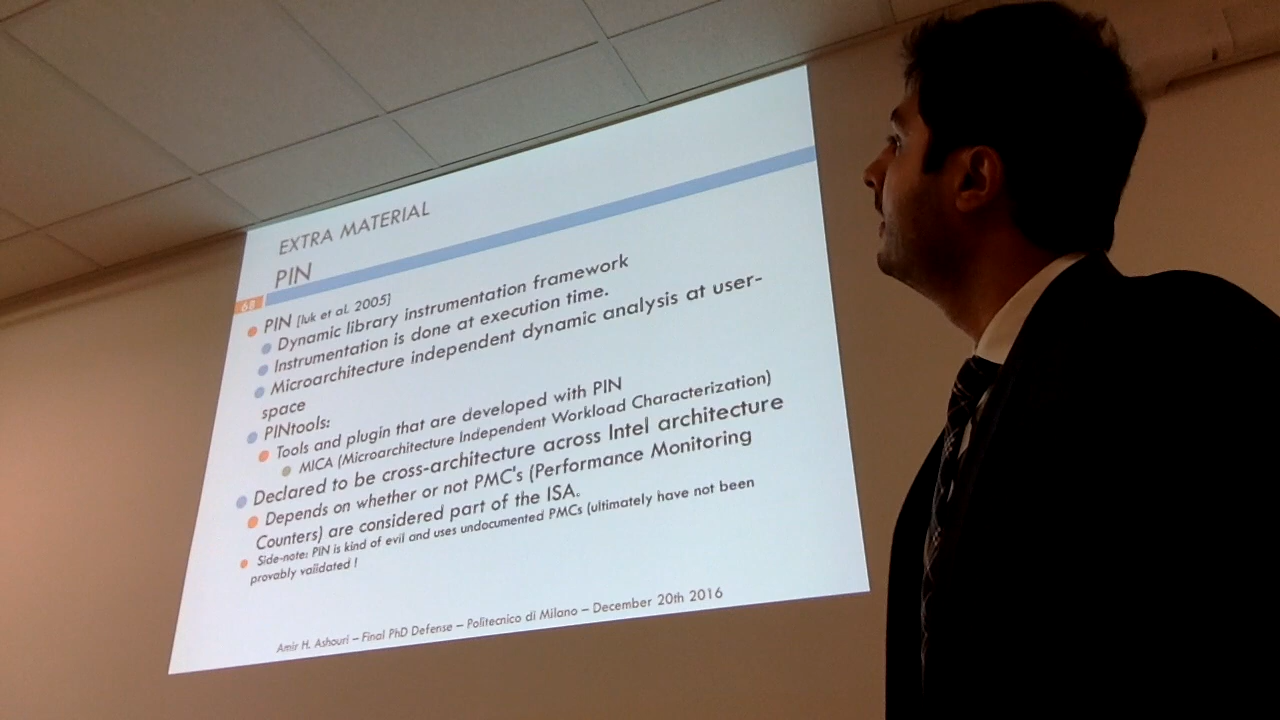 EXTRA MATERIAL
PIN
68
PIN [luk et al. 2005]
Dynamic library instrumentation framework
Instrumentation is done at execution time.
Microarchitecture independent dynamic analysis at user-
space
PINtools:
Tools and plugin that are developed with PIN
MICA (Microarchitecture Independent Workload Characterization)
Declared to be cross-architecture across Intel architecture
Depends on whether or not PMC's (Performance Monitoring
Counters) are considered part of the ISA.
Side-note: PIN is kind of evil and uses undocumented PMCs (ultimately have not been
provably validated !
Amir H. Ashouri – Final PhD Defense – Politecnico di Milano – December 20th 2016